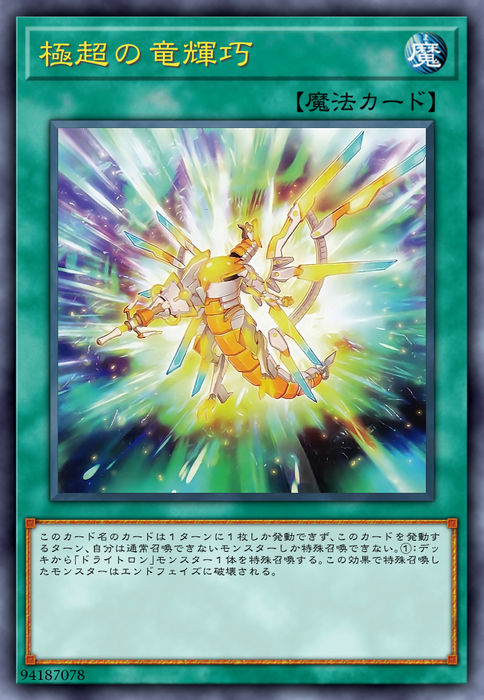 極超の竜輝巧
魔
【魔法カード】
このカード名のカードは1ターンに1枚しか発動できず、このカードを発動す
るターン、自分は通常召喚できないモンスターしか特殊召喚できない。①:デッ
キから「ドライトロン」モンスター1体を特殊召喚する。この効果で特殊召喚し
たモンスターはエンドフェイズに破壊される。
94187078